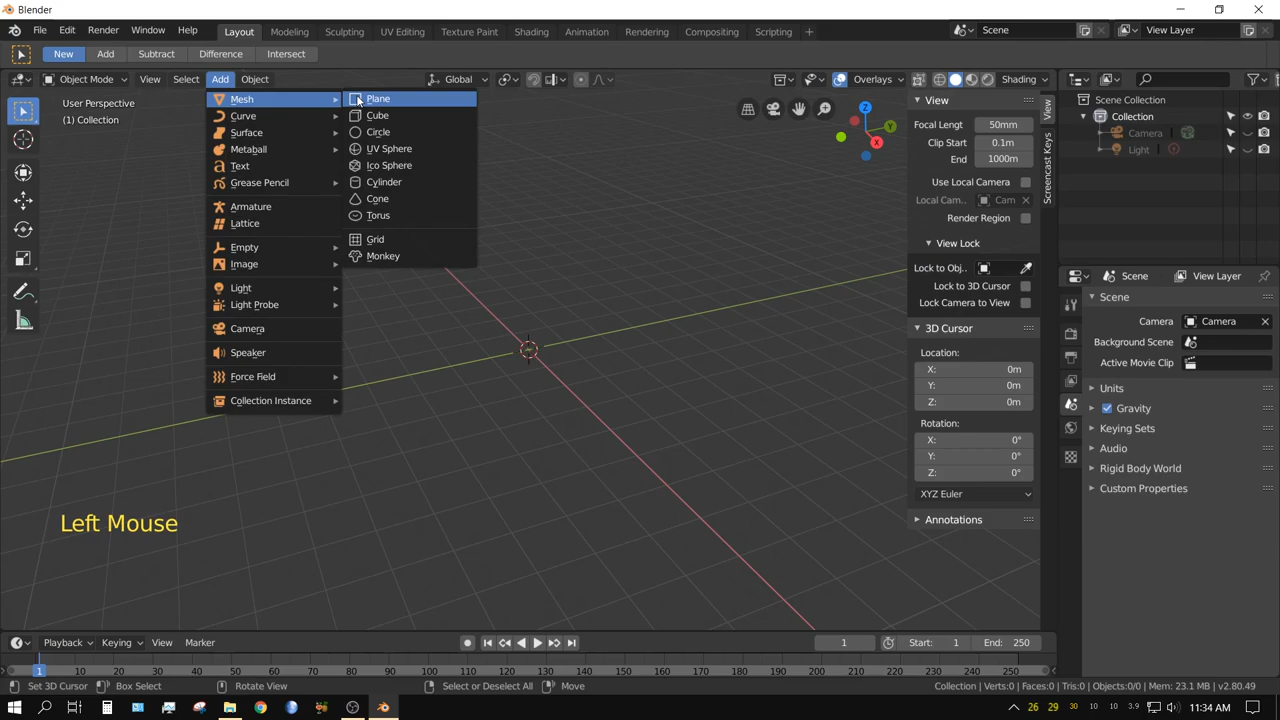 Blender
File Edit Render Window Help Layout Modeling Sculpting UV Editing Texture Paint Shading Animation Rendering Compositing Scripting + Scene View Layer
New Add Subtract Difference Intersect
Object Mode View Select Add Object Global Overlays Shading
User Perspective
(1) Collection
Mesh
Curve
Surface
Metaball
Text
Grease Pencil
Armature
Lattice
Empty
Image
Light
Light Probe
Camera
Speaker
Force Field
Collection Instance
Plane
Cube
Circle
UV Sphere
Ico Sphere
Cylinder
Cone
Torus
Grid
Monkey
Z
Y
X
View
Focal Lengt 50mm
Clip Start 0.1m
End 1000m
Use Local Camera
Local Cam.. Cam
Render Region
View Lock
Lock to Obj..
Lock to 3D Cursor
Lock Camera to View
3D Cursor
Location:
X: 0m
Y: 0m
Z: 0m
Rotation:
X: 0°
Y: 0°
Z: 0°
XYZ Euler
Annotations
View
Screencast Keys
Scene Collection
Collection
Camera
Light
Scene View Layer
Scene
Camera Camera
Background Scene
Active Movie Clip
Units
Gravity
Keying Sets
Audio
Rigid Body World
Custom Properties
Left Mouse
Playback Keying View Marker 1 Start: 1 End: 250
1 10 20 30 40 50 60 70 80 90 100 110 120 130 140 150 160 170 180 190 200 210 220 230 240 250
Set 3D Cursor Box Select Rotate View Select or Deselect All Move Collection | Verts:0 | Faces:0 | Tris:0 | Objects:0/0 | Mem: 23.1 MB | v2.80.49
26 29 30 10 10 3.9 11:34 AM